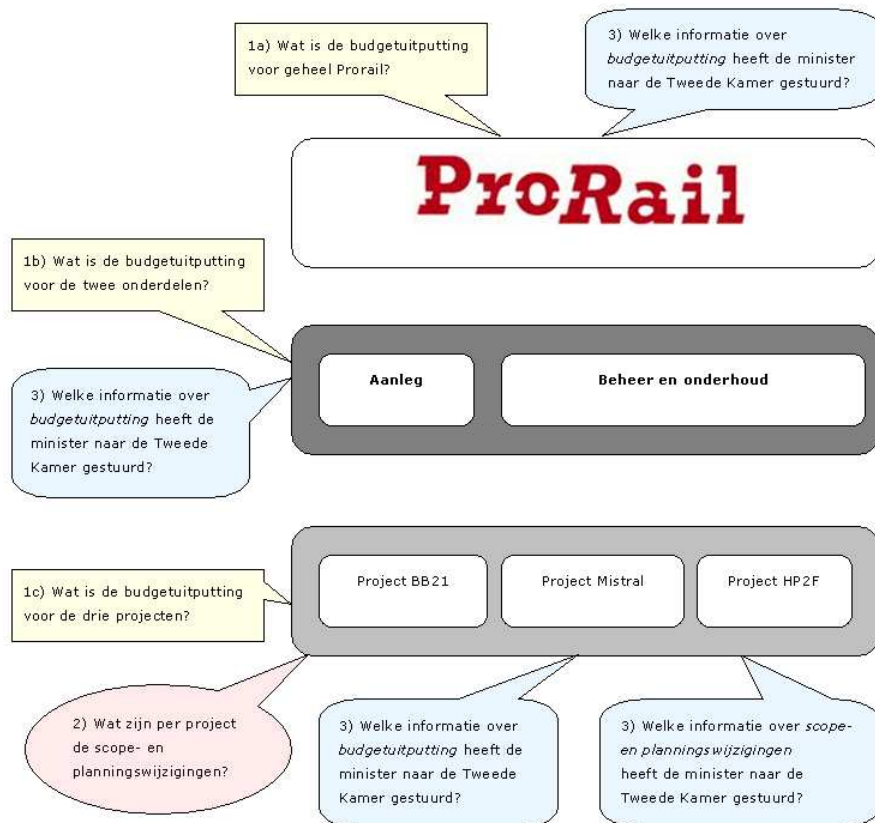 1a) Wat is de budgetuitputting
voor geheel Prorail?
3) Welke informatie over
budgetuitputting heeft de minister
naar de Tweede Kamer gestuurd?
ProRail
1b) Wat is de budgetuitputting
voor de twee onderdelen?
Aanleg
Beheer en onderhoud
3) Welke informatie over
budgetuitputting heeft de
minister naar de Tweede
Kamer gestuurd?
Project BB21
Project Mistral
Project HP2F
1c) Wat is de budgetuitputting
voor de drie projecten?
2) Wat zijn per project
de scope- en
planningswijzigingen?
3) Welke informatie over
budgetuitputting heeft de
minister naar de Tweede
Kamer gestuurd?
3) Welke informatie over scope-
en planningswijzigingen
heeft de minister naar de
Tweede Kamer gestuurd?